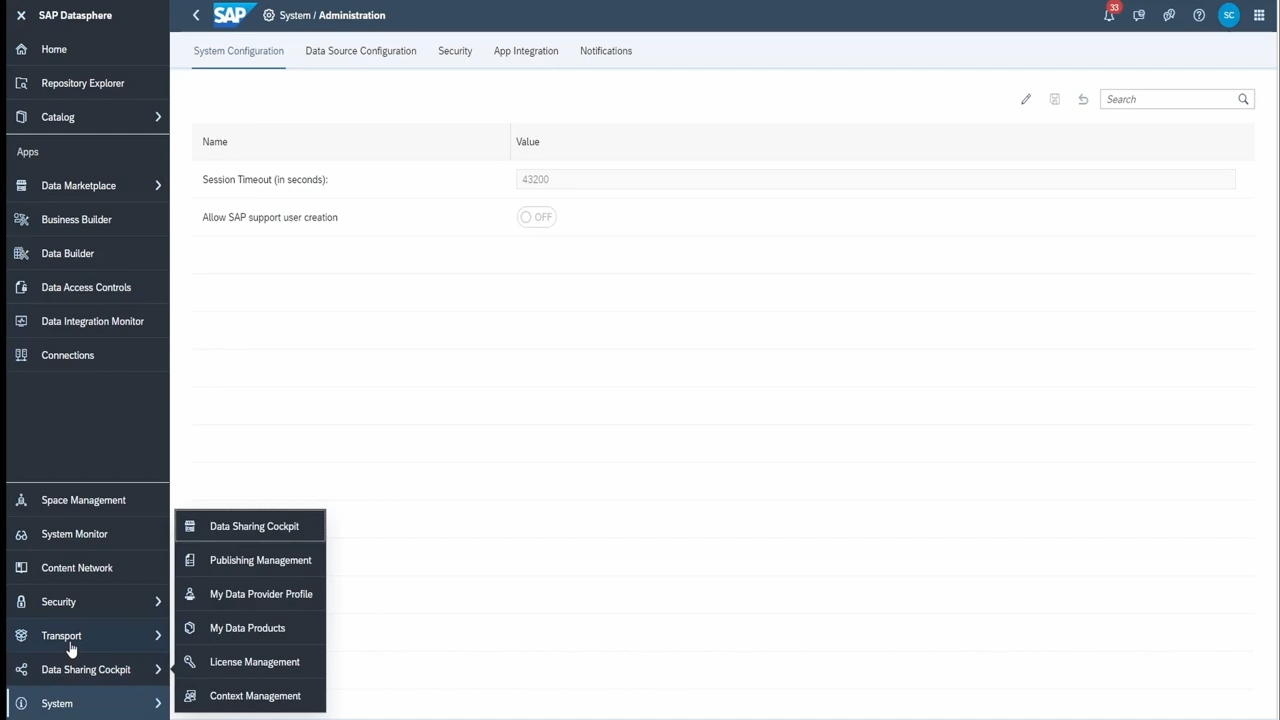 SAP Datasphere
SAP
System / Administration
33
SC
Home
Repository Explorer
Catalog
Apps
Data Marketplace
Business Builder
Data Builder
Data Access Controls
Data Integration Monitor
Connections
Space Management
System Monitor
Content Network
Security
Transport
Data Sharing Cockpit
System
System Configuration
Data Source Configuration
Security
App Integration
Notifications
Search
Name
Value
Session Timeout (in seconds):
43200
Allow SAP support user creation
OFF
Data Sharing Cockpit
Publishing Management
My Data Provider Profile
My Data Products
License Management
Context Management